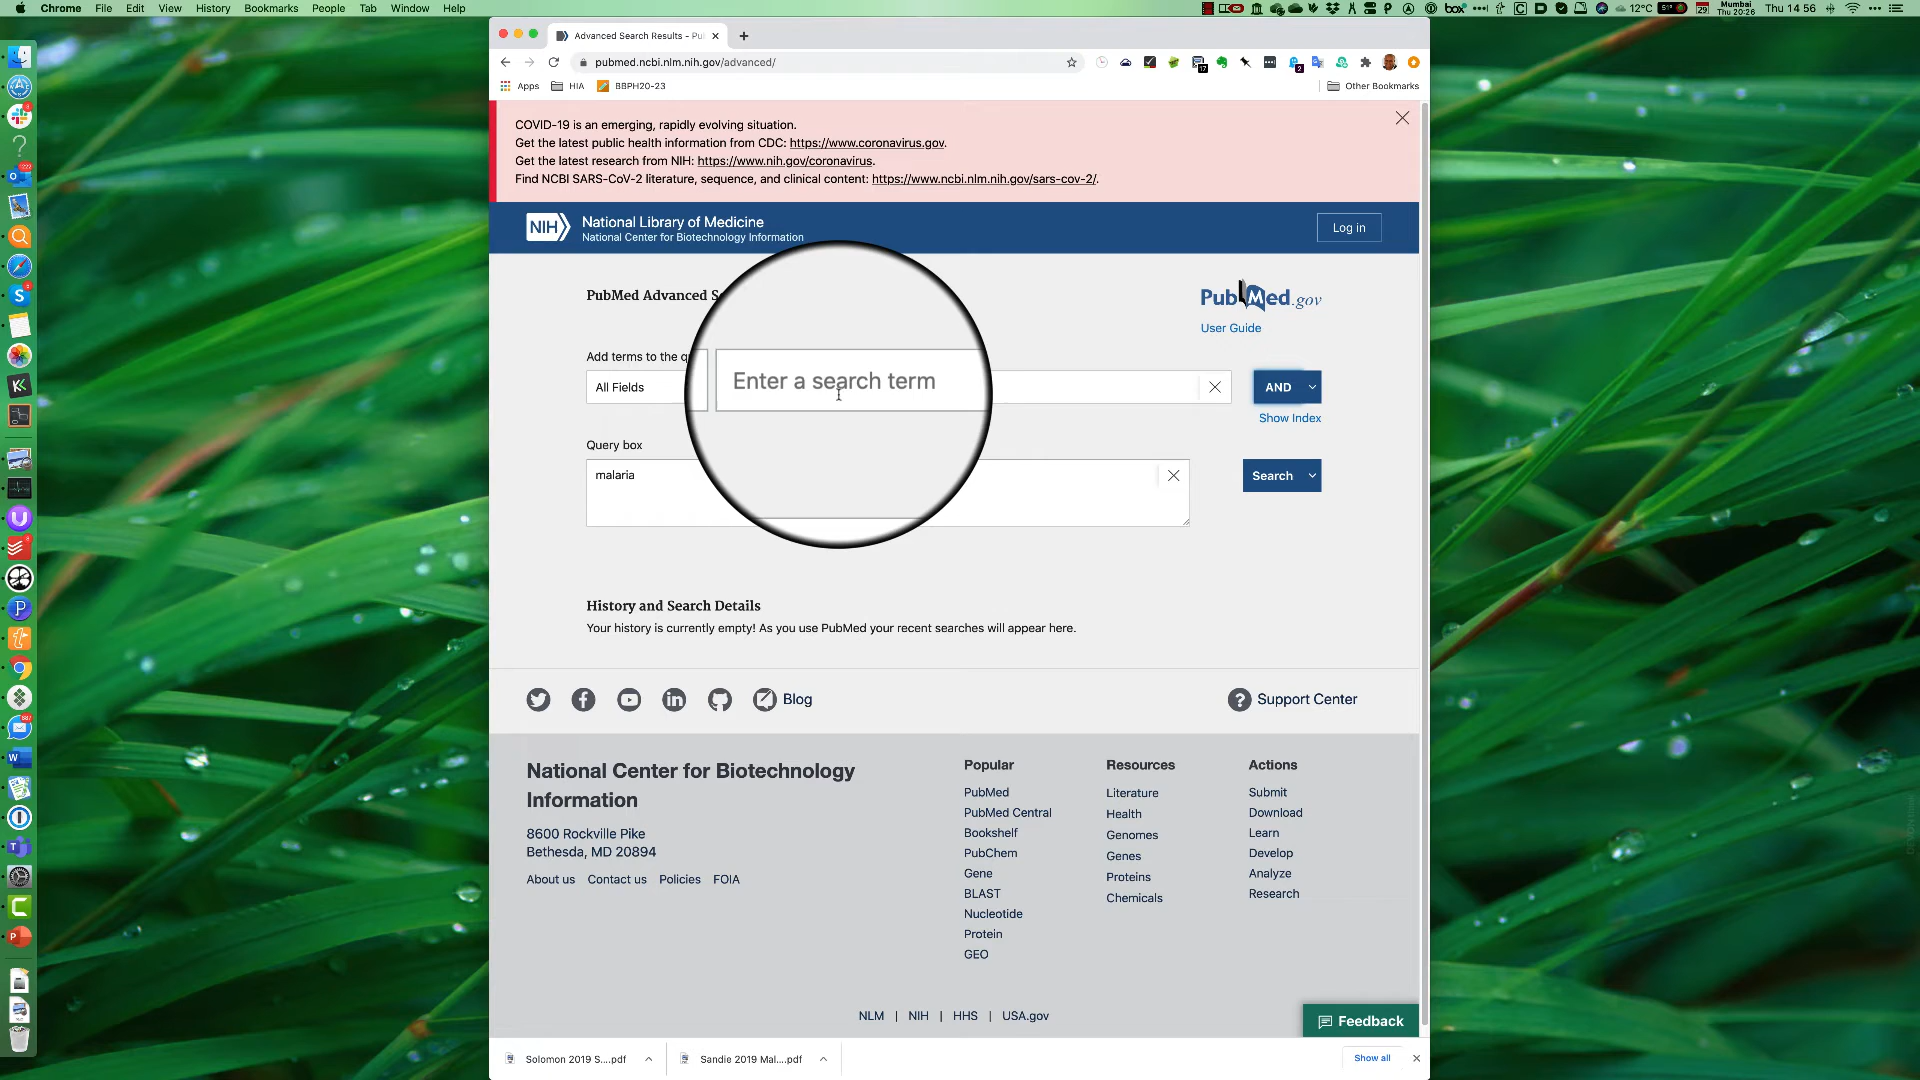 Chrome File Edit View History Bookmarks People Tab Window Help
12°C
Mumbai
Thu 20:26
Thu 14 56
Advanced Search Results - Pu
pubmed.ncbi.nlm.nih.gov/advanced/
Apps HIA BBPH20-23 Other Bookmarks
COVID-19 is an emerging, rapidly evolving situation.
Get the latest public health information from CDC: https://www.coronavirus.gov.
Get the latest research from NIH: https://www.nih.gov/coronavirus.
Find NCBI SARS-CoV-2 literature, sequence, and clinical content: https://www.ncbi.nlm.nih.gov/sars-cov-2/.
NIH National Library of Medicine
National Center for Biotechnology Information
Log in
PubMed Advanced S
PubMed.gov
User Guide
Add terms to the q
All Fields
Enter a search term
AND
Show Index
Query box
malaria
Search
History and Search Details
Your history is currently empty! As you use PubMed your recent searches will appear here.
Blog
Support Center
National Center for Biotechnology
Information
8600 Rockville Pike
Bethesda, MD 20894
About us Contact us Policies FOIA
Popular
PubMed
PubMed Central
Bookshelf
PubChem
Gene
BLAST
Nucleotide
Protein
GEO
Resources
Literature
Health
Genomes
Genes
Proteins
Chemicals
Actions
Submit
Download
Learn
Develop
Analyze
Research
NLM | NIH | HHS | USA.gov
Feedback
Solomon 2019 S....pdf
Sandie 2019 Mal....pdf
Show all